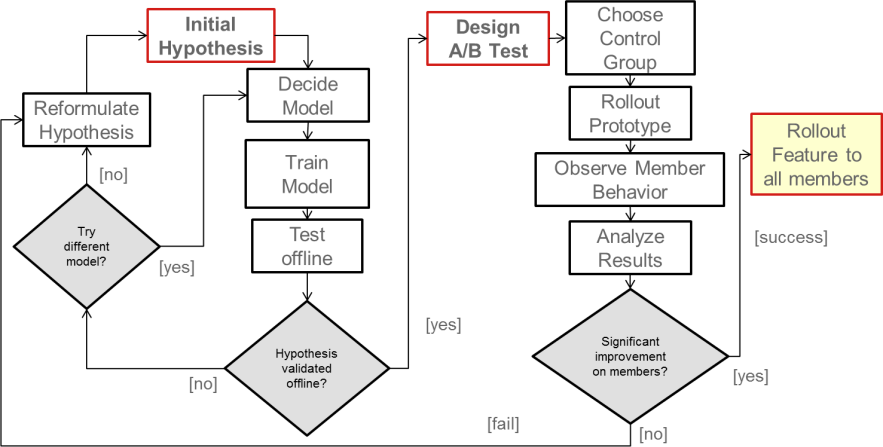 Initial
Hypothesis
Reformulate
Hypothesis
Decide
Model
Train
Model
Test
offline
Try
different
model?
[no]
[yes]
Hypothesis
validated
offline?
[no]
[yes]
Design
A/B Test
Choose
Control
Group
Rollout
Prototype
Observe Member
Behavior
Analyze
Results
Significant
improvement
on members?
[success]
[yes]
[fail]
[no]
Rollout
Feature to
all members